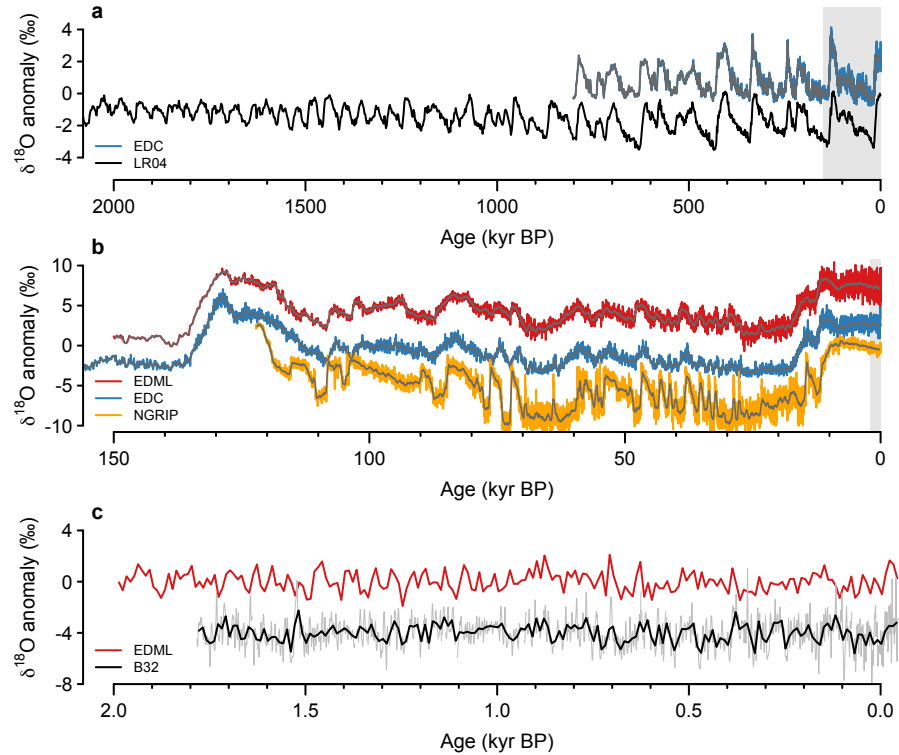 a
δ18O anomaly (‰)
4
2
0
-2
-4
EDC
LR04
2000 1500 1000 500 0
Age (kyr BP)
b
δ18O anomaly (‰)
10
5
0
-5
-10
EDML
EDC
NGRIP
150 100 50 0
Age (kyr BP)
c
δ18O anomaly (‰)
4
0
-4
-8
EDML
B32
2.0 1.5 1.0 0.5 0.0
Age (kyr BP)